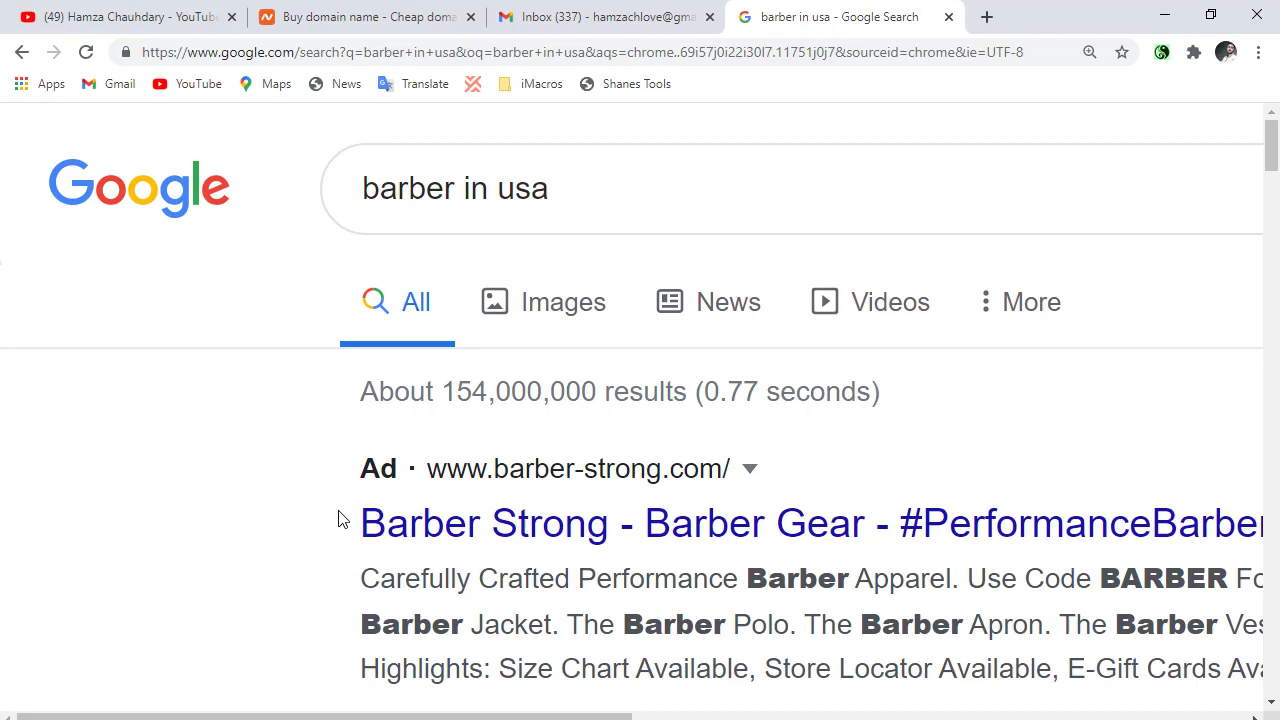 (49) Hamza Chauhdary - YouTub
Buy domain name - Cheap doma
Inbox (337) - hamzachlove@gma
barber in usa - Google Search
https://www.google.com/search?q=barber+in+usa&oq=barber+in+usa&aqs=chrome..69i57j0j22i30l7.11751j0j7&sourceid=chrome&ie=UTF-8
Apps Gmail YouTube Maps News Translate iMacros Shanes Tools
Google
barber in usa
All Images News Videos More
About 154,000,000 results (0.77 seconds)
Ad · www.barber-strong.com/
Barber Strong - Barber Gear - #PerformanceBarber
Carefully Crafted Performance Barber Apparel. Use Code BARBER Fo
Barber Jacket. The Barber Polo. The Barber Apron. The Barber Ves
Highlights: Size Chart Available, Store Locator Available, E-Gift Cards Ava